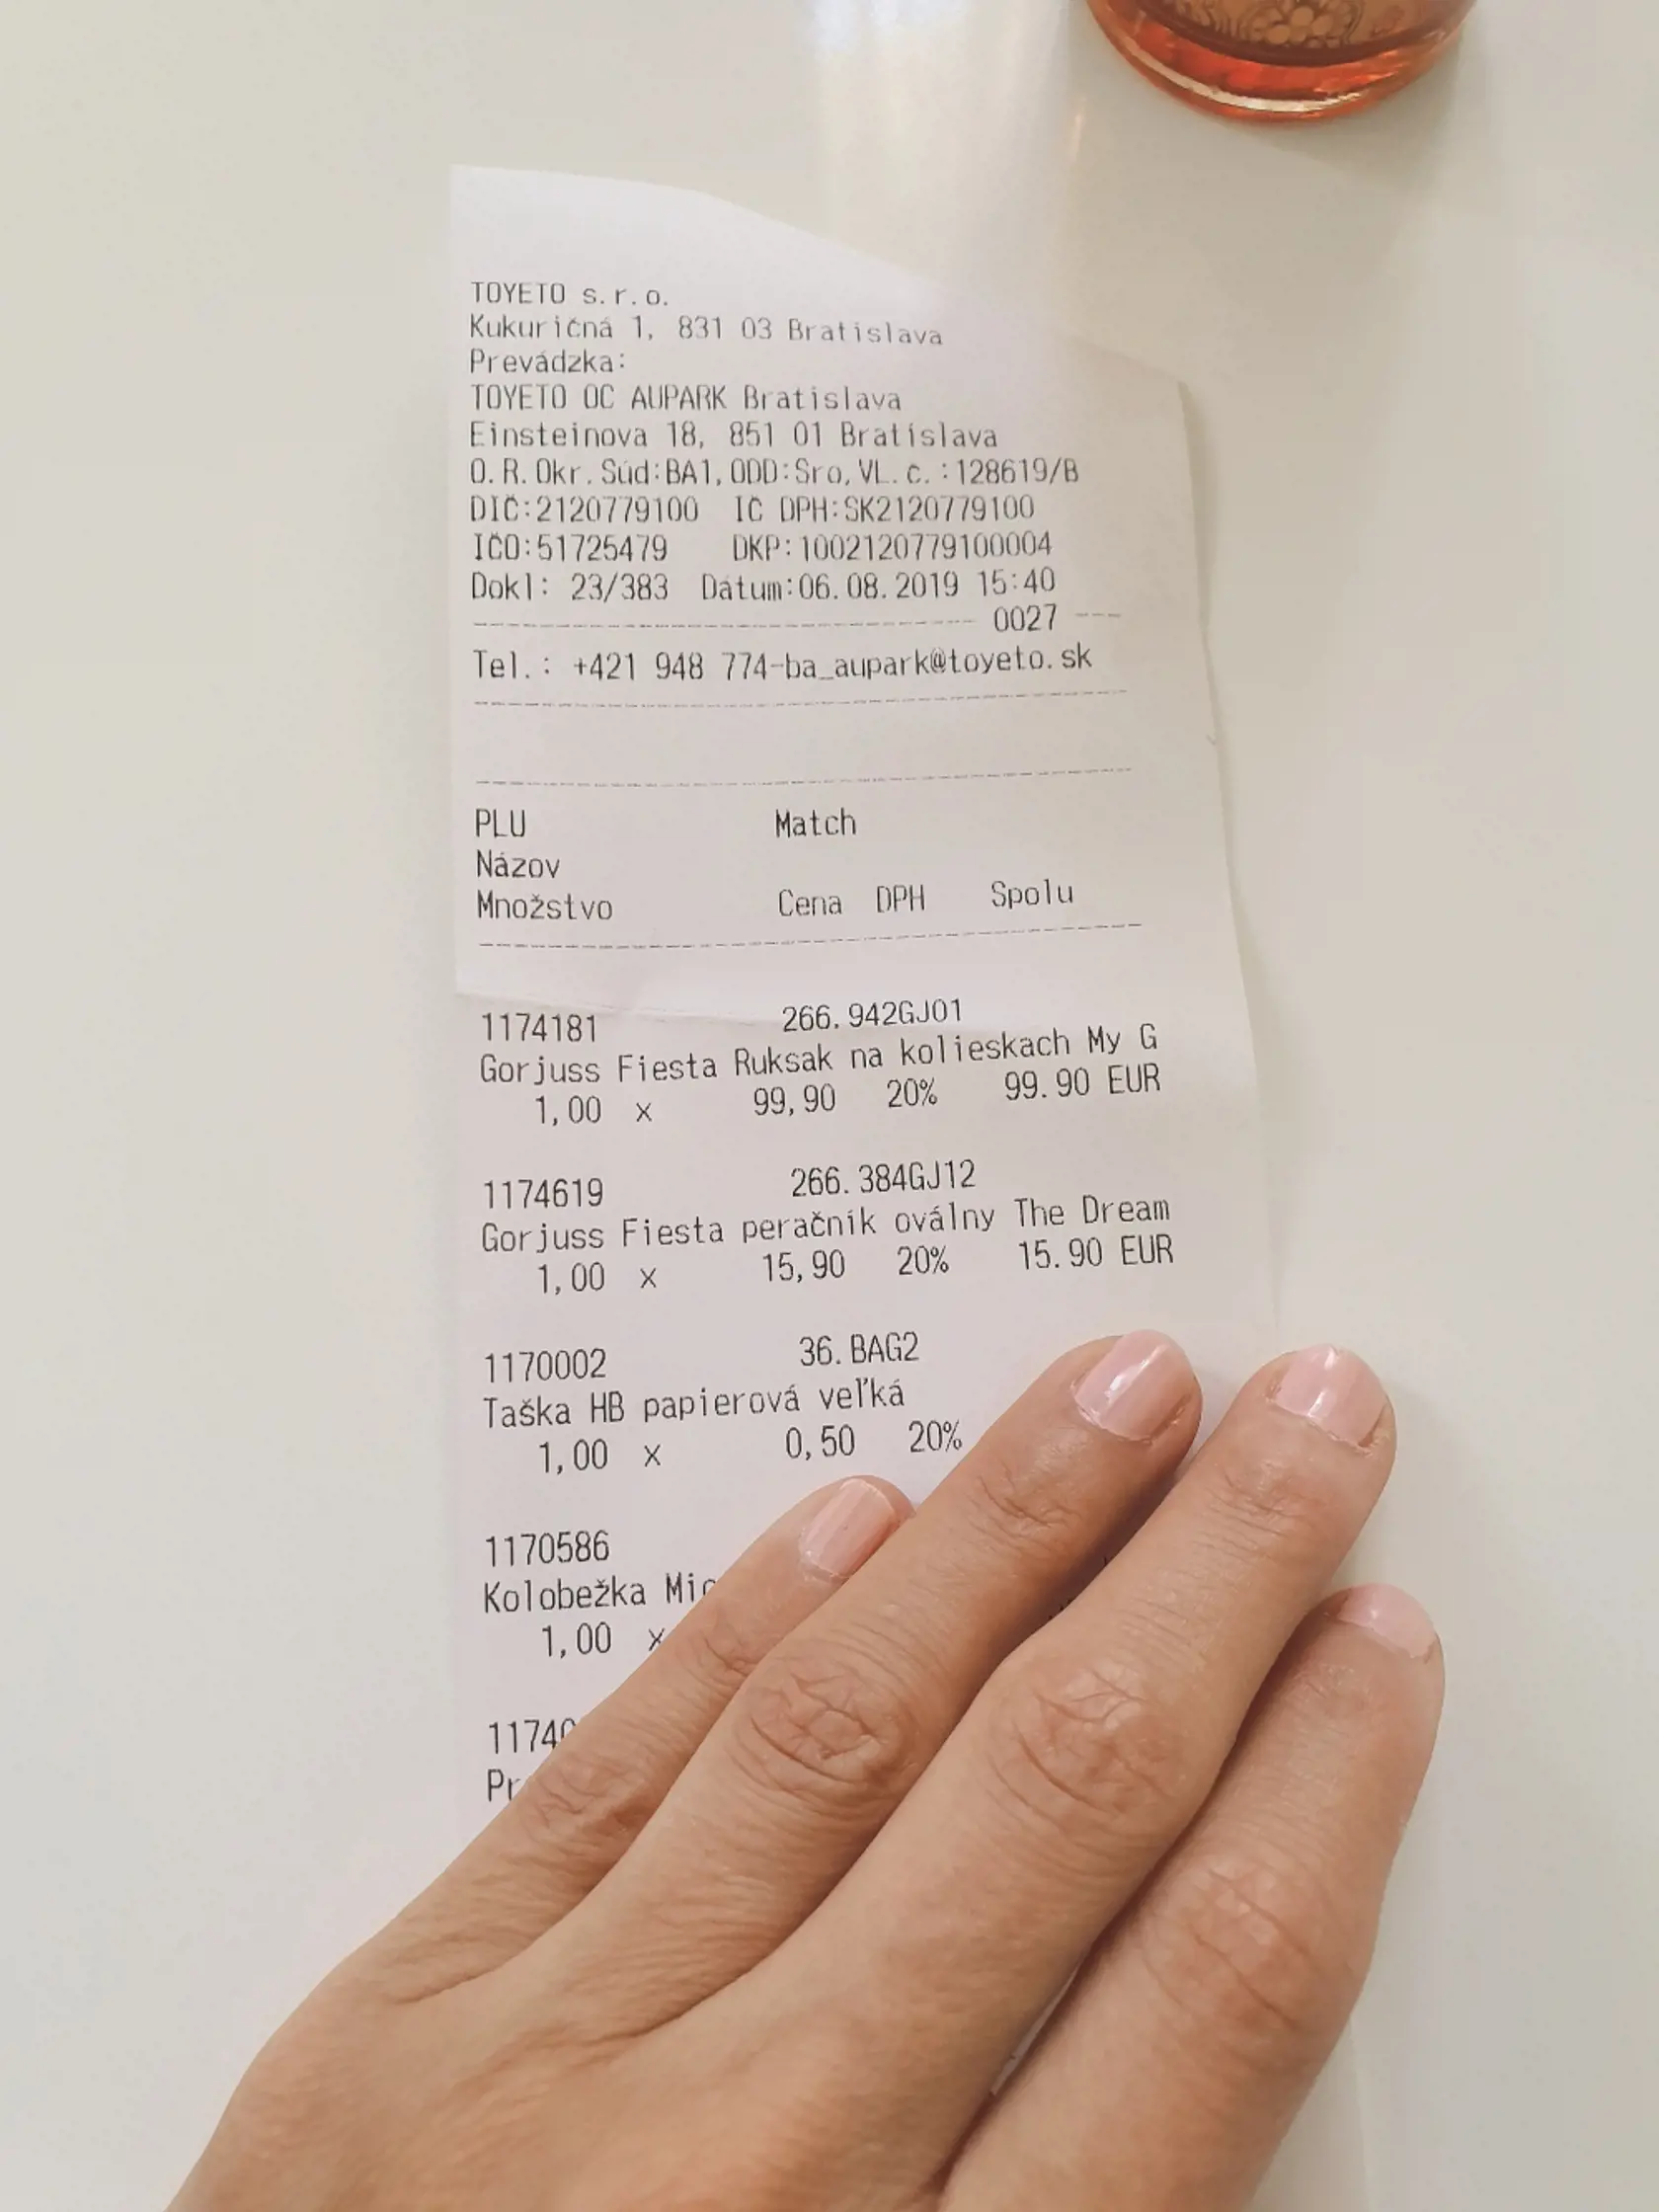 TOYETO s.r.o.
Kukuričná 1, 831 03 Bratislava
Prevádzka:
TOYETO OC AUPARK Bratislava
Einsteinova 18, 851 01 Bratislava
O.R.Okr.Súd:BA1,ODD:Sro,VL.č.:128619/B
DIČ:2120779100 IČ DPH:SK2120779100
IČO:51725479 DKP:1002120779100004
Dokl: 23/383 Dátum:06.08.2019 15:40
0027
Tel.: +421 948 774-ba_aupark@toyeto.sk
PLU Match
Názov
Množstvo Cena DPH Spolu
1174181 266.942GJ01
Gorjuss Fiesta Ruksak na kolieskach My G
1,00 x 99,90 20% 99.90 EUR
1174619 266.384GJ12
Gorjuss Fiesta peračník oválny The Dream
1,00 x 15,90 20% 15.90 EUR
1170002 36.BAG2
Taška HB papierová veľká
1,00 x 0,50 20%
1170586
Kolobežka
1,00 x